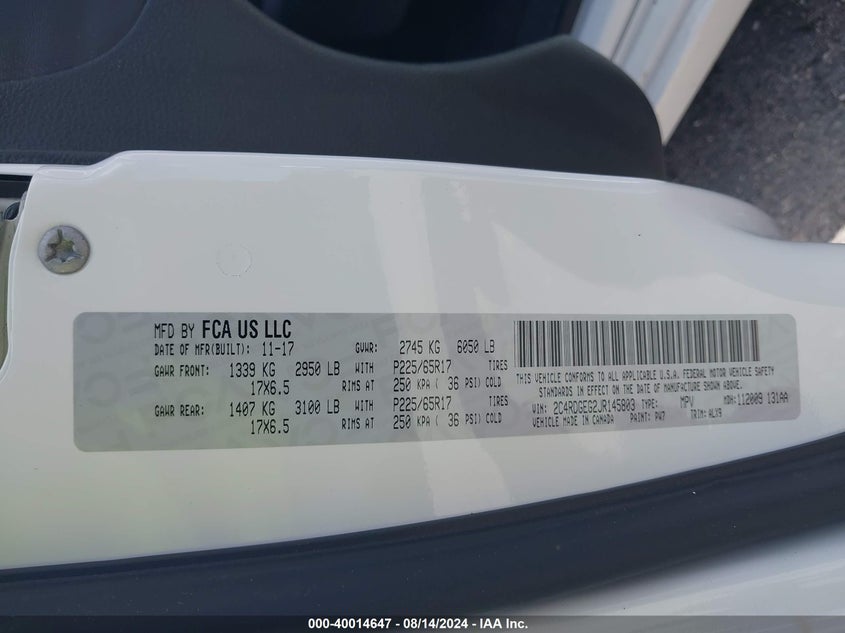 MFD BY FCA US LLC
DATE OF MFR(BUILT): 11-17 GVWR: 2745 KG 6050 LB
GAWR FRONT: 1339 KG 2950 LB WITH P225/65R17 TIRES
17X6.5 RIMS AT 250 KPA ( 36 PSI) COLD
GAWR REAR: 1407 KG 3100 LB WITH P225/65R17 TIRES
17X6.5 RIMS AT 250 KPA ( 36 PSI) COLD
THIS VEHICLE CONFORMS TO ALL APPLICABLE U.S.A. FEDERAL MOTOR VEHICLE SAFETY
STANDARDS IN EFFECT ON THE DATE OF MANUFACTURE SHOWN ABOVE.
VIN: 2C4RDGEG2JR145803 TYPE: MPV MDH: 112009 131AA
VEHICLE MADE IN CANADA PAINT: PW7 TRIM: ALX9
000-40014647 - 08/14/2024 - IAA Inc.